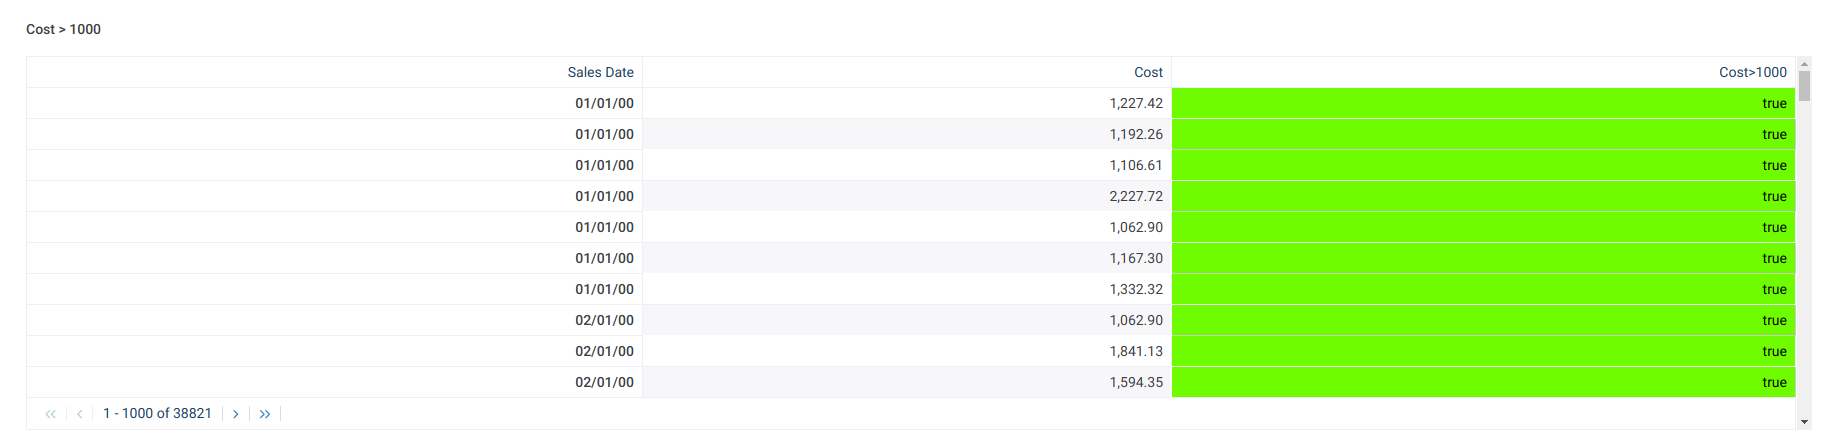 Cost > 1000
Sales Date Cost Cost>1000
01/01/00 1,227.42 true
01/01/00 1,192.26 true
01/01/00 1,106.61 true
01/01/00 2,227.72 true
01/01/00 1,062.90 true
01/01/00 1,167.30 true
01/01/00 1,332.32 true
02/01/00 1,062.90 true
02/01/00 1,841.13 true
02/01/00 1,594.35 true
1 - 1000 of 38821